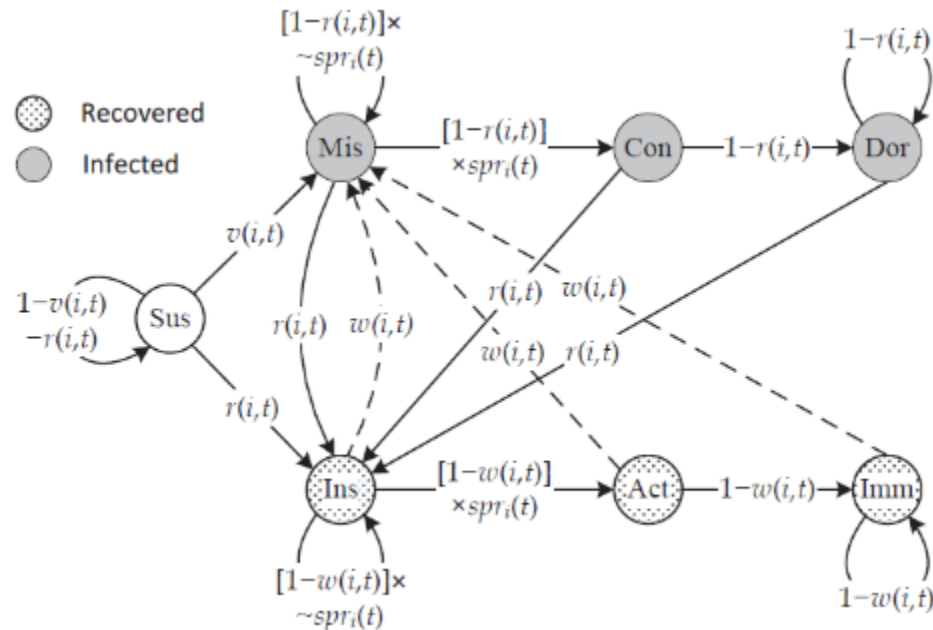 [1−r(i,t)]×
~sprᵢ(t)
1−r(i,t)
Recovered
Infected
Mis
[1−r(i,t)]
×sprᵢ(t)
Con
1−r(i,t)
Dor
v(i,t)
1−v(i,t)
−r(i,t)
Sus
r(i,t)
w(i,t)
r(i,t)
w(i,t)
w(i,t)
r(i,t)
r(i,t)
Ins
[1−w(i,t)]
×sprᵢ(t)
Act
1−w(i,t)
Imm
[1−w(i,t)]×
~sprᵢ(t)
1−w(i,t)